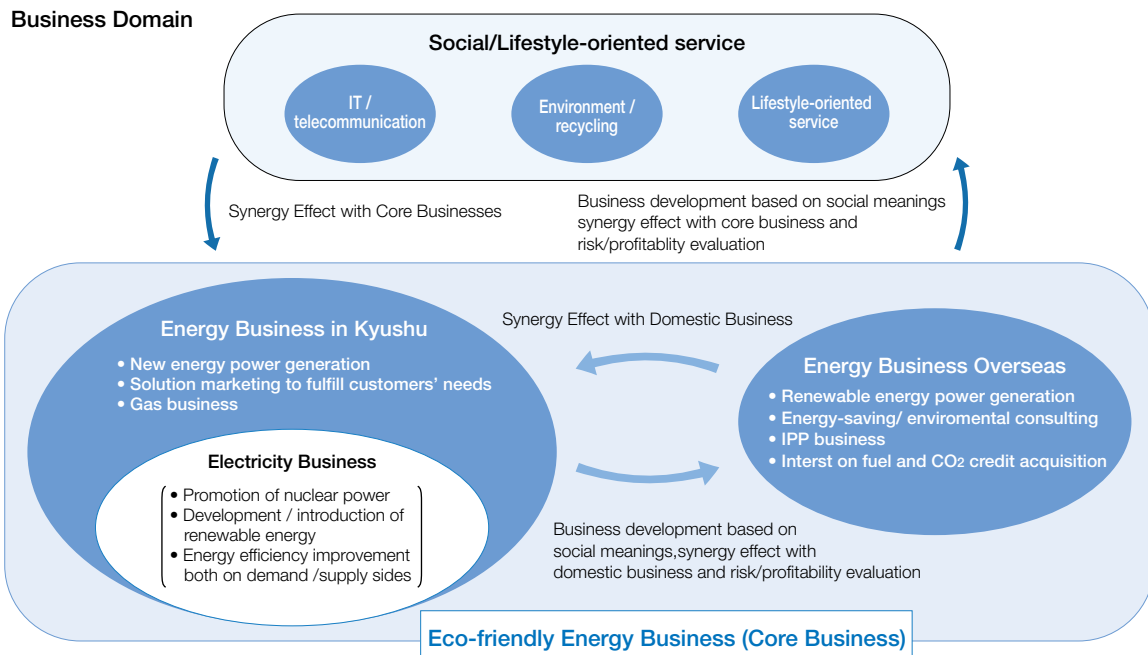 Business Domain
Social/Lifestyle-oriented service
IT /
telecommunication
Environment /
recycling
Lifestyle-oriented
service
Synergy Effect with Core Businesses
Business development based on social meanings
synergy effect with core business and
risk/profitablity evaluation
Energy Business in Kyushu
• New energy power generation
• Solution marketing to fulfill customers’ needs
• Gas business
Electricity Business
• Promotion of nuclear power
• Development / introduction of
renewable energy
• Energy efficiency improvement
both on demand /supply sides
Synergy Effect with Domestic Business
Energy Business Overseas
• Renewable energy power generation
• Energy-saving/ enviromental consulting
• IPP business
• Interst on fuel and CO2 credit acquisition
Business development based on
social meanings,synergy effect with
domestic business and risk/profitability evaluation
Eco-friendly Energy Business (Core Business)